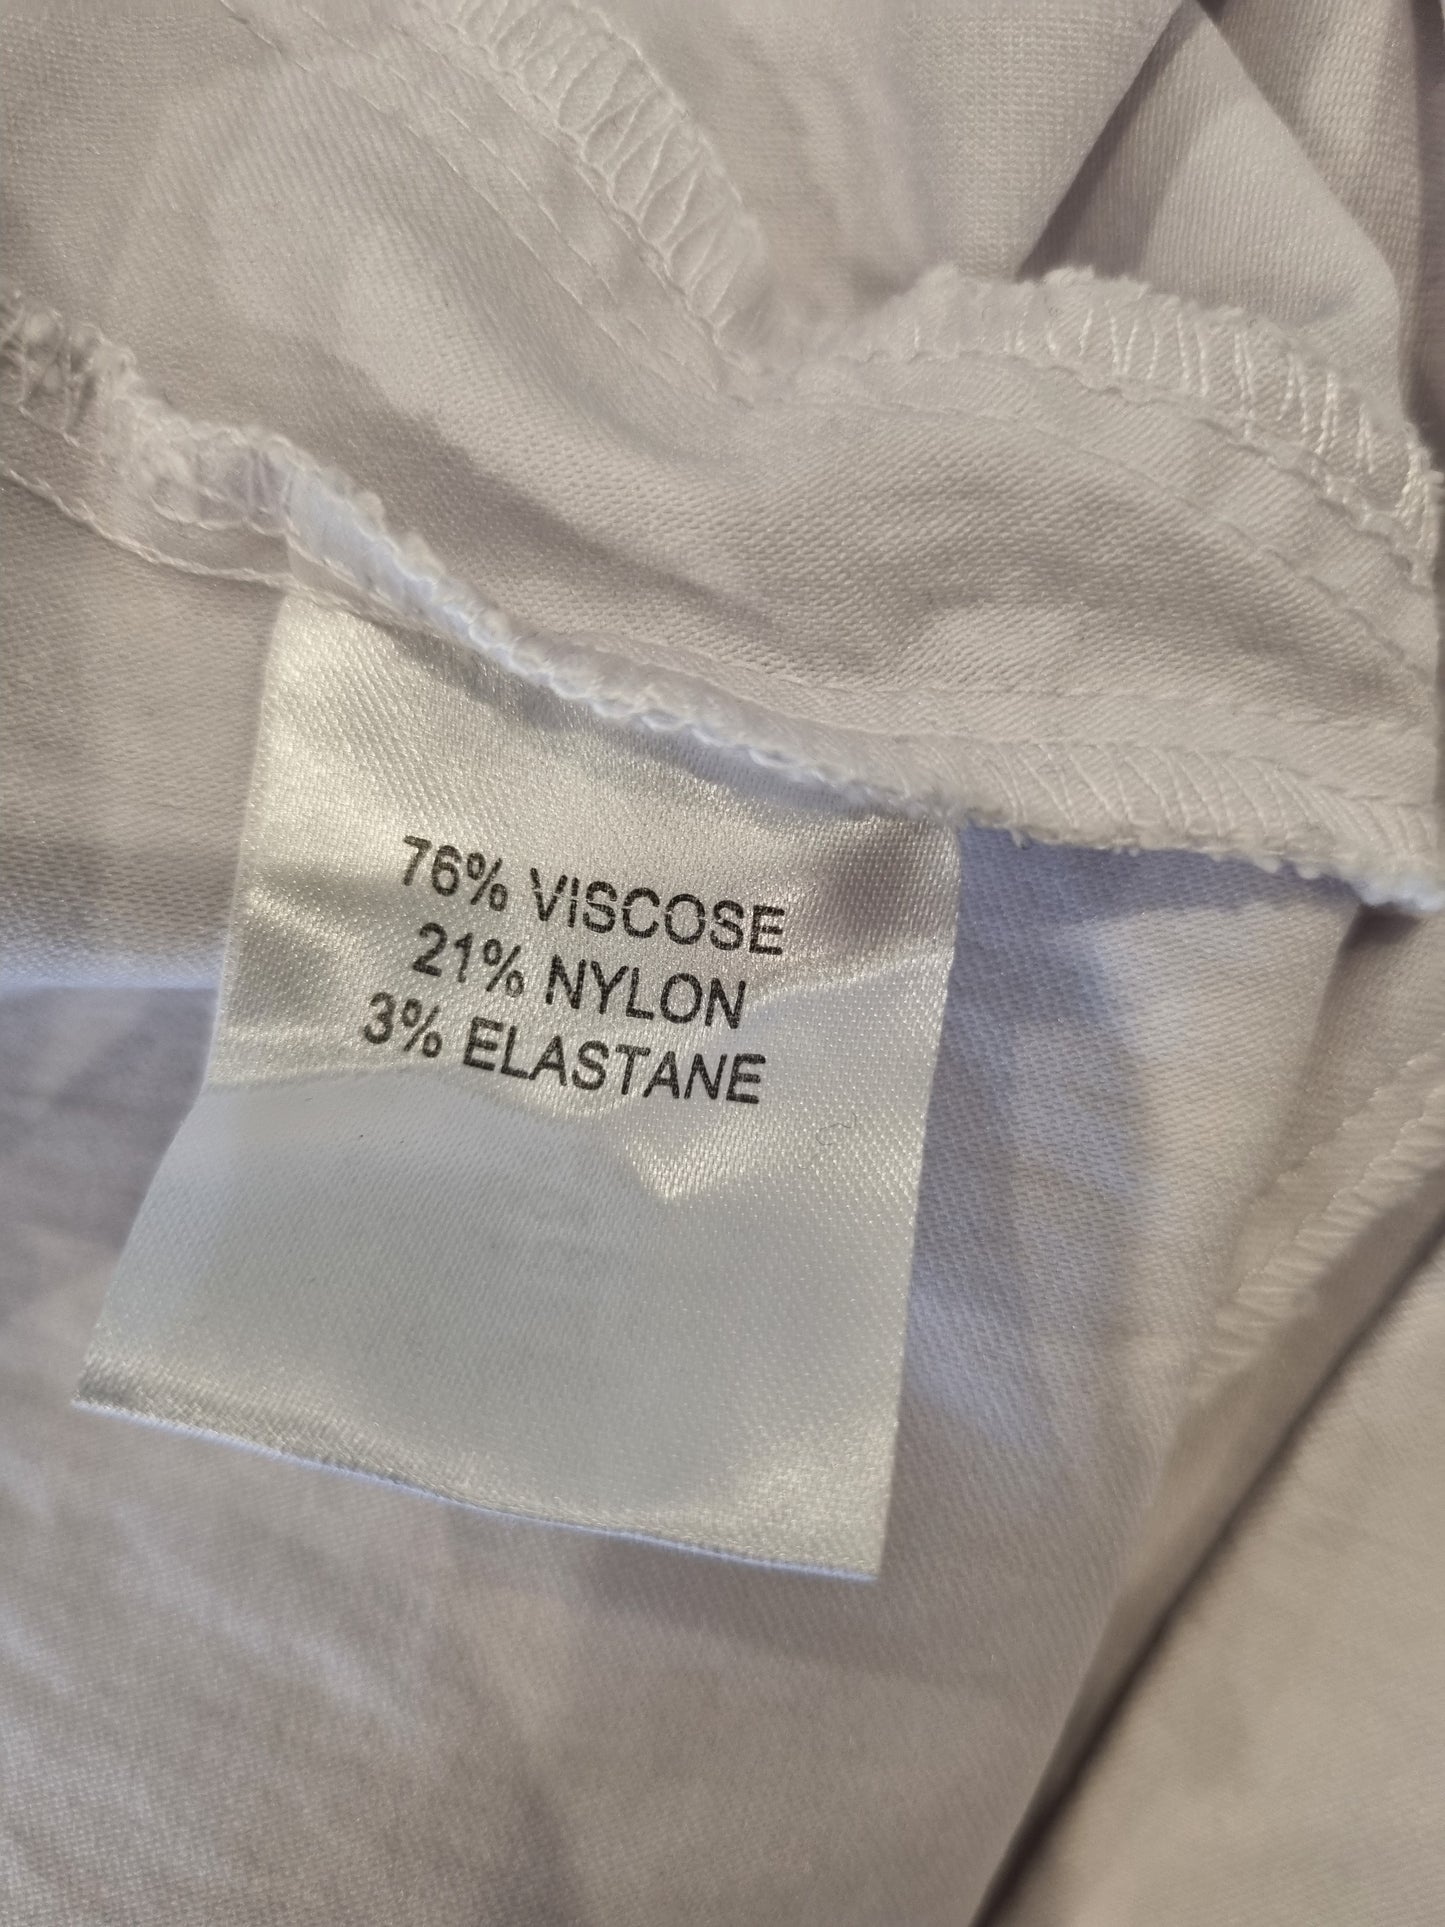 76% VISCOSE
21% NYLON
3% ELASTANE